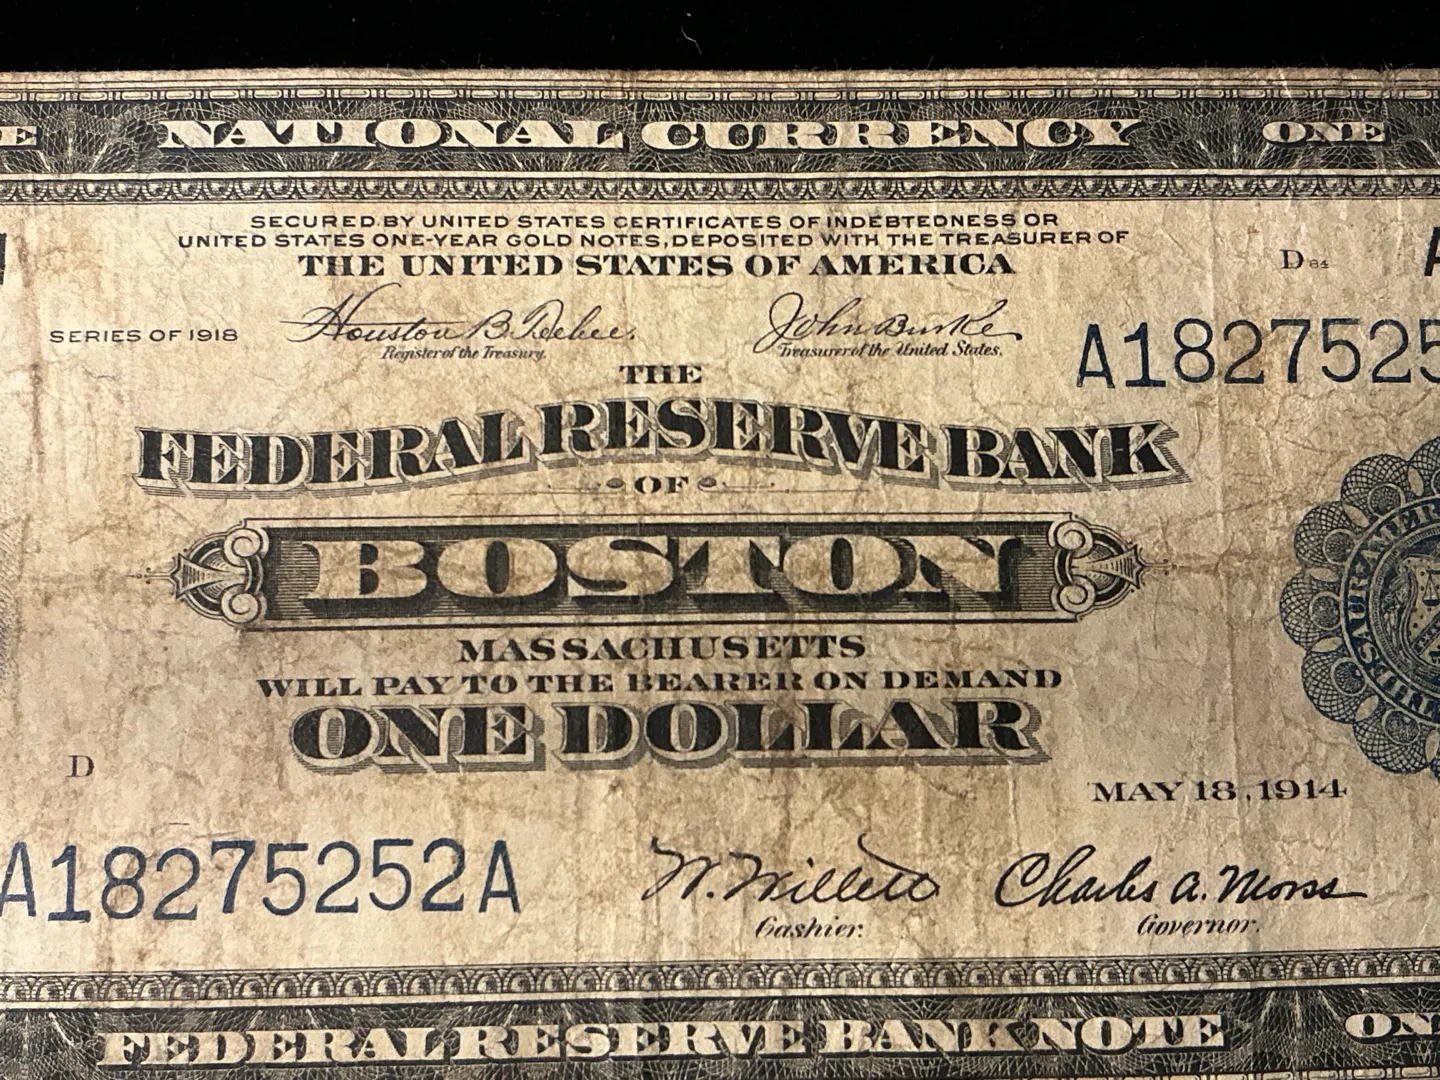 NATIONAL CURRENCY ONE
SECURED BY UNITED STATES CERTIFICATES OF INDEBTEDNESS OR
UNITED STATES ONE-YEAR GOLD NOTES, DEPOSITED WITH THE TREASURER OF
THE UNITED STATES OF AMERICA
D 84
SERIES OF 1918
Houston B. Teehee.
Register of the Treasury.
John Burke
Treasurer of the United States.
A1827525
THE
FEDERAL RESERVE BANK
OF
BOSTON
MASSACHUSETTS
WILL PAY TO THE BEARER ON DEMAND
ONE DOLLAR
D
MAY 18, 1914
A18275252A
W. Willett
Cashier.
Charles A. Morss
Governor.
FEDERAL RESERVE BANK NOTE